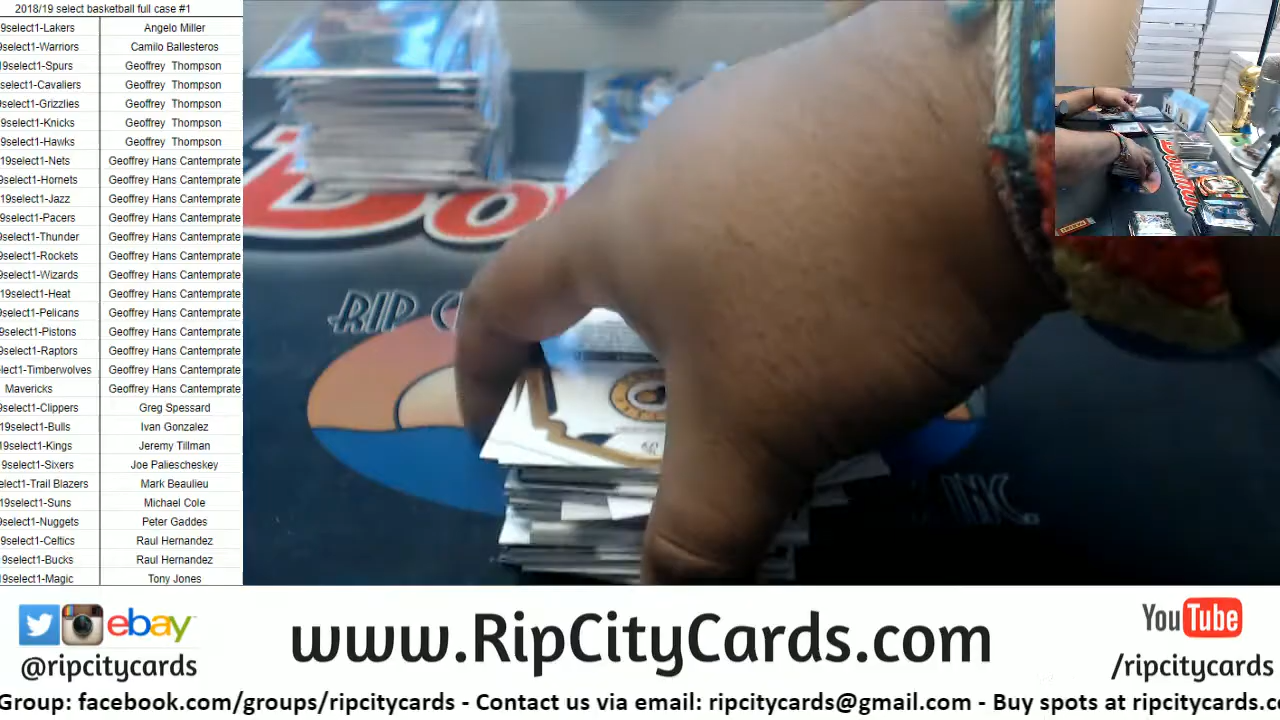 2018/19 select basketball full case #1
9select1-Lakers Angelo Miller
9select1-Warriors Camilo Ballesteros
19select1-Spurs Geoffrey Thompson
select1-Cavaliers Geoffrey Thompson
select1-Grizzlies Geoffrey Thompson
9select1-Knicks Geoffrey Thompson
9select1-Hawks Geoffrey Thompson
19select1-Nets Geoffrey Hans Cantemprate
9select1-Hornets Geoffrey Hans Cantemprate
19select1-Jazz Geoffrey Hans Cantemprate
9select1-Pacers Geoffrey Hans Cantemprate
9select1-Thunder Geoffrey Hans Cantemprate
9select1-Rockets Geoffrey Hans Cantemprate
9select1-Wizards Geoffrey Hans Cantemprate
19select1-Heat Geoffrey Hans Cantemprate
9select1-Pelicans Geoffrey Hans Cantemprate
9select1-Pistons Geoffrey Hans Cantemprate
9select1-Raptors Geoffrey Hans Cantemprate
elect1-Timberwolves Geoffrey Hans Cantemprate
Mavericks Geoffrey Hans Cantemprate
9select1-Clippers Greg Spessard
19select1-Bulls Ivan Gonzalez
19select1-Kings Jeremy Tillman
9select1-Sixers Joe Paliescheskey
elect1-Trail Blazers Mark Beaulieu
19select1-Suns Michael Cole
9select1-Nuggets Peter Gaddes
9select1-Celtics Raul Hernandez
19select1-Bucks Raul Hernandez
19select1-Magic Tony Jones
RIP C
INC.
ebay
@ripcitycards
www.RipCityCards.com
YouTube
/ripcitycards
Group: facebook.com/groups/ripcitycards - Contact us via email: ripcitycards@gmail.com - Buy spots at ripcitycards.c